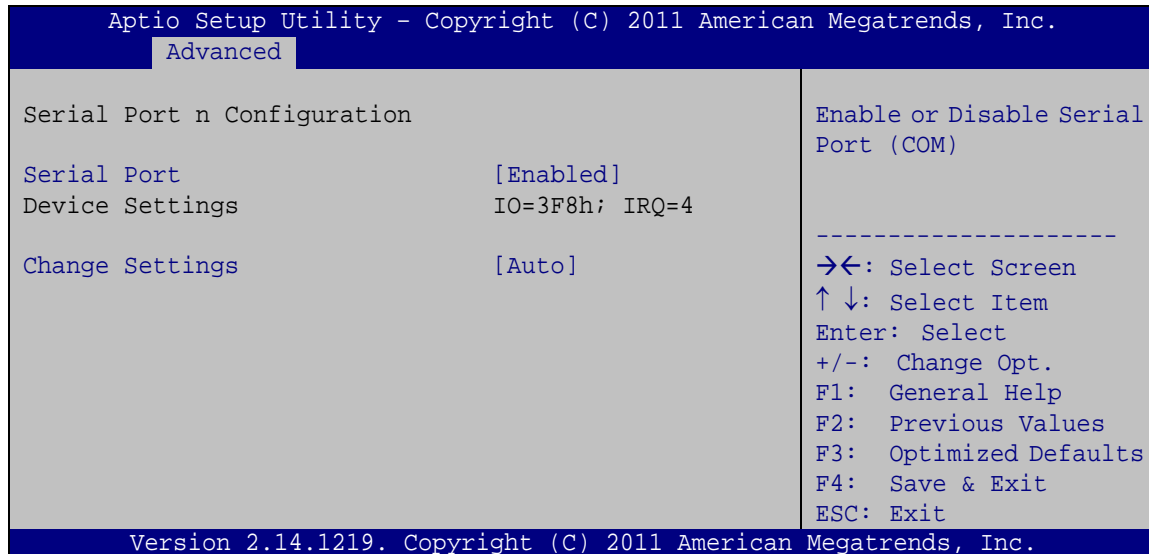 Aptio Setup Utility – Copyright (C) 2011 American Megatrends, Inc.
Advanced
Serial Port n Configuration
Serial Port [Enabled]
Device Settings IO=3F8h; IRQ=4
Change Settings [Auto]
Enable or Disable Serial
Port (COM)
---------------------
→←: Select Screen
↑ ↓: Select Item
Enter: Select
+/-: Change Opt.
F1: General Help
F2: Previous Values
F3: Optimized Defaults
F4: Save & Exit
ESC: Exit
Version 2.14.1219. Copyright (C) 2011 American Megatrends, Inc.